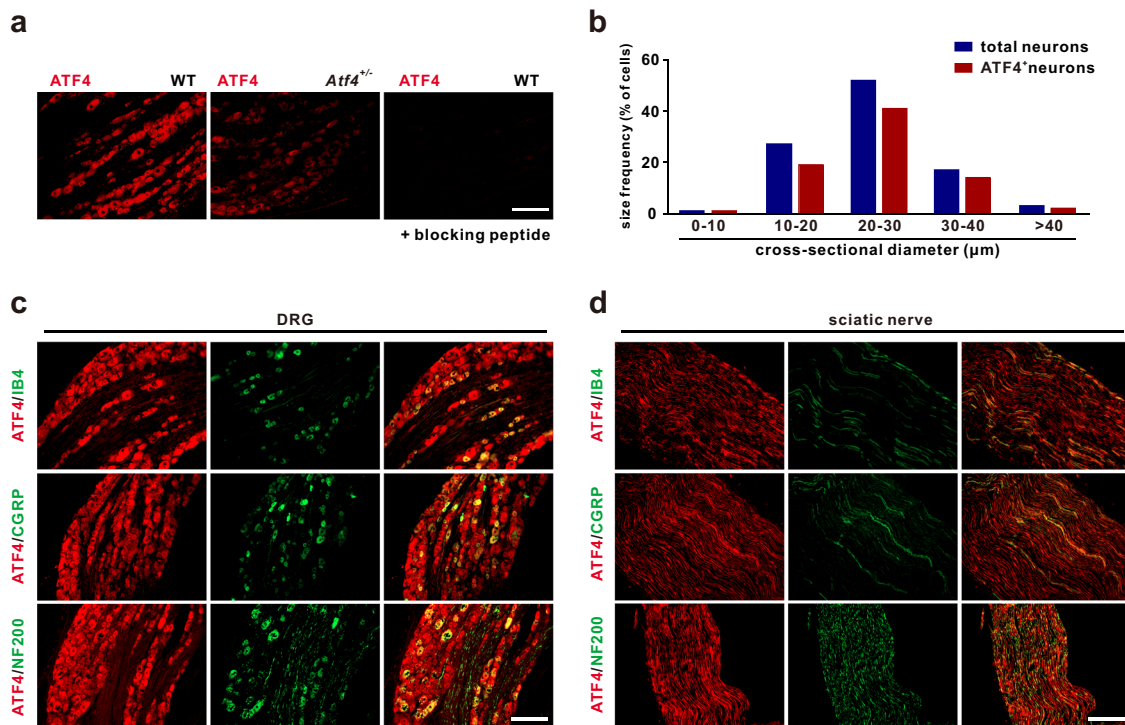 a
ATF4 WT ATF4 Atf4+/- ATF4 WT
+ blocking peptide
b
total neurons
ATF4+neurons
size frequency (% of cells)
60
40
20
0
0-10 10-20 20-30 30-40 >40
cross-sectional diameter (µm)
c
DRG
ATF4/IB4
ATF4/CGRP
ATF4/NF200
d
sciatic nerve
ATF4/IB4
ATF4/CGRP
ATF4/NF200